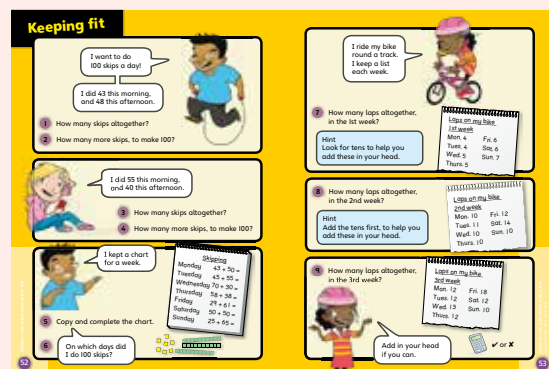 Keeping fit
I want to do
100 skips a day!
I did 43 this morning,
and 48 this afternoon.
1 How many skips altogether?
2 How many more skips, to make 100?
I did 55 this morning,
and 40 this afternoon.
3 How many skips altogether?
4 How many more skips, to make 100?
I kept a chart
for a week.
Skipping
Monday 43 + 50 =
Tuesday 45 + 55 =
Wednesday 70 + 30 =
Thursday 58 + 38 =
Friday 29 + 61 =
Saturday 50 + 50 =
Sunday 25 + 65 =
5 Copy and complete the chart.
6 On which days did
I do 100 skips?
52
I ride my bike
round a track.
I keep a list
each week.
7 How many laps altogether,
in the 1st week?
Hint
Look for tens to help you
add these in your head.
Laps on my bike
1st week
Mon. 4 Fri. 6
Tues. 4 Sat. 6
Wed. 5 Sun. 7
Thurs. 5
8 How many laps altogether,
in the 2nd week?
Hint
Add the tens first, to help you
add these in your head.
Laps on my bike
2nd week
Mon. 10 Fri. 12
Tues. 11 Sat. 14
Wed. 10 Sun. 10
Thurs. 10
9 How many laps altogether,
in the 3rd week?
Laps on my bike
3rd week
Mon. 12 Fri. 18
Tues. 12 Sat. 12
Wed. 13 Sun. 10
Thurs. 12
Add in your head
if you can.
✔ or ✘
53